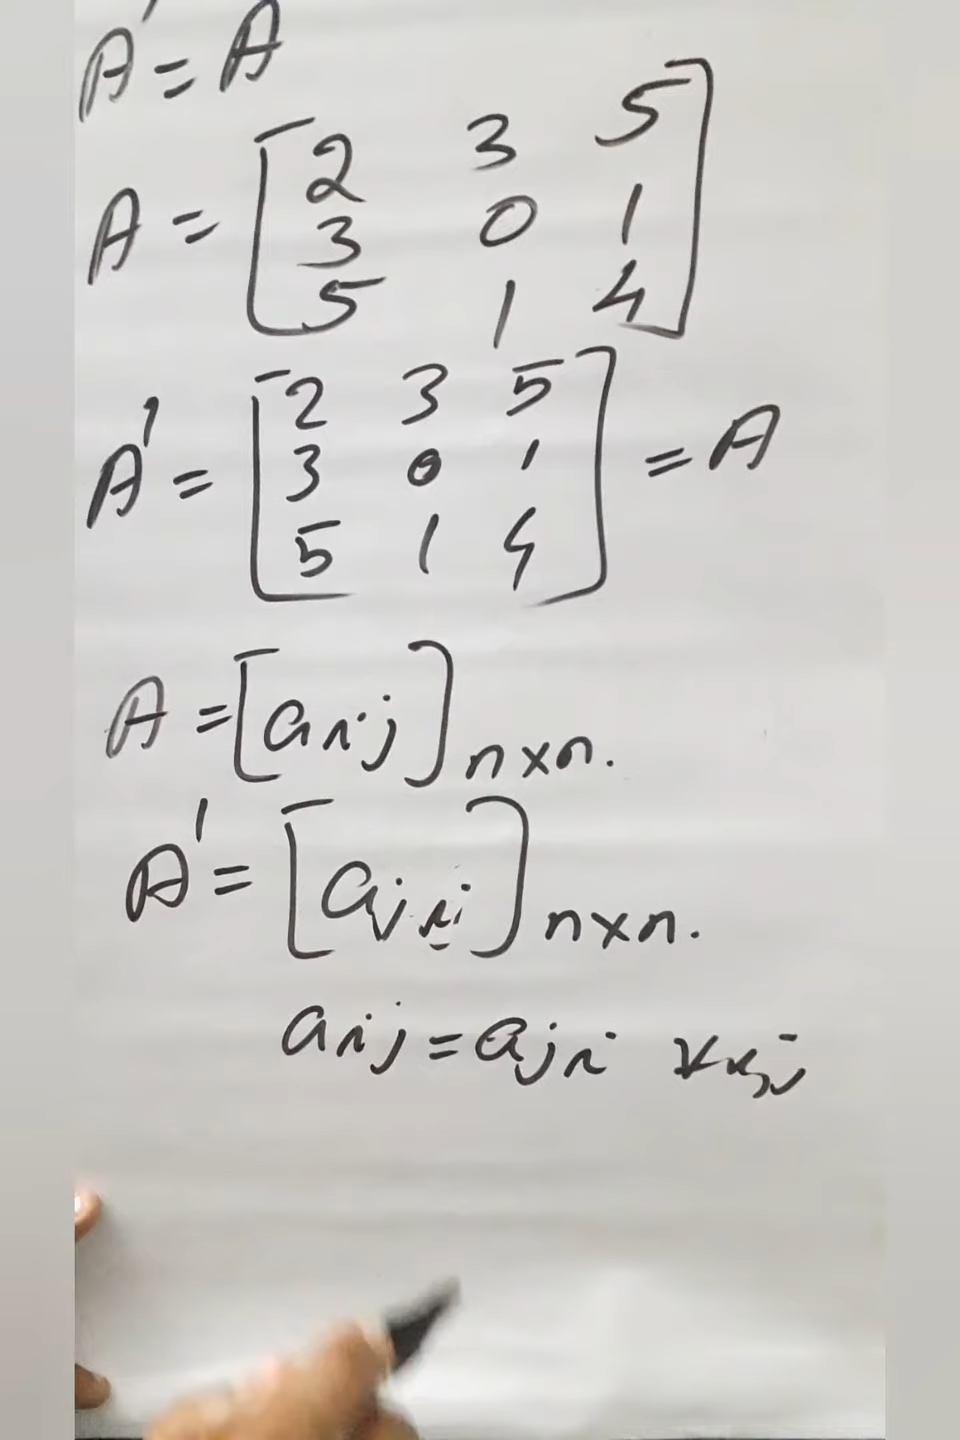 A' = A
A = [2 3 5
3 0 1
5 1 4]
A' = [2 3 5
3 0 1
5 1 4] = A
A = [aij]n×n.
A' = [aji]n×n.
aij = aji ∀i,j